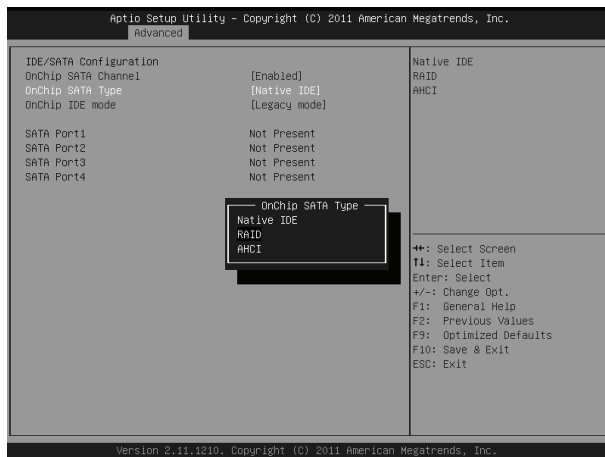 Aptio Setup Utility – Copyright (C) 2011 American Megatrends, Inc.
Advanced
IDE/SATA Configuration
OnChip SATA Channel [Enabled]
OnChip SATA Type [Native IDE]
OnChip IDE mode [Legacy mode]
SATA Port1 Not Present
SATA Port2 Not Present
SATA Port3 Not Present
SATA Port4 Not Present
OnChip SATA Type
Native IDE
RAID
AHCI
Native IDE
RAID
AHCI
→←: Select Screen
↑↓: Select Item
Enter: Select
+/-: Change Opt.
F1: General Help
F2: Previous Values
F9: Optimized Defaults
F10: Save & Exit
ESC: Exit
Version 2.11.1210. Copyright (C) 2011 American Megatrends, Inc.